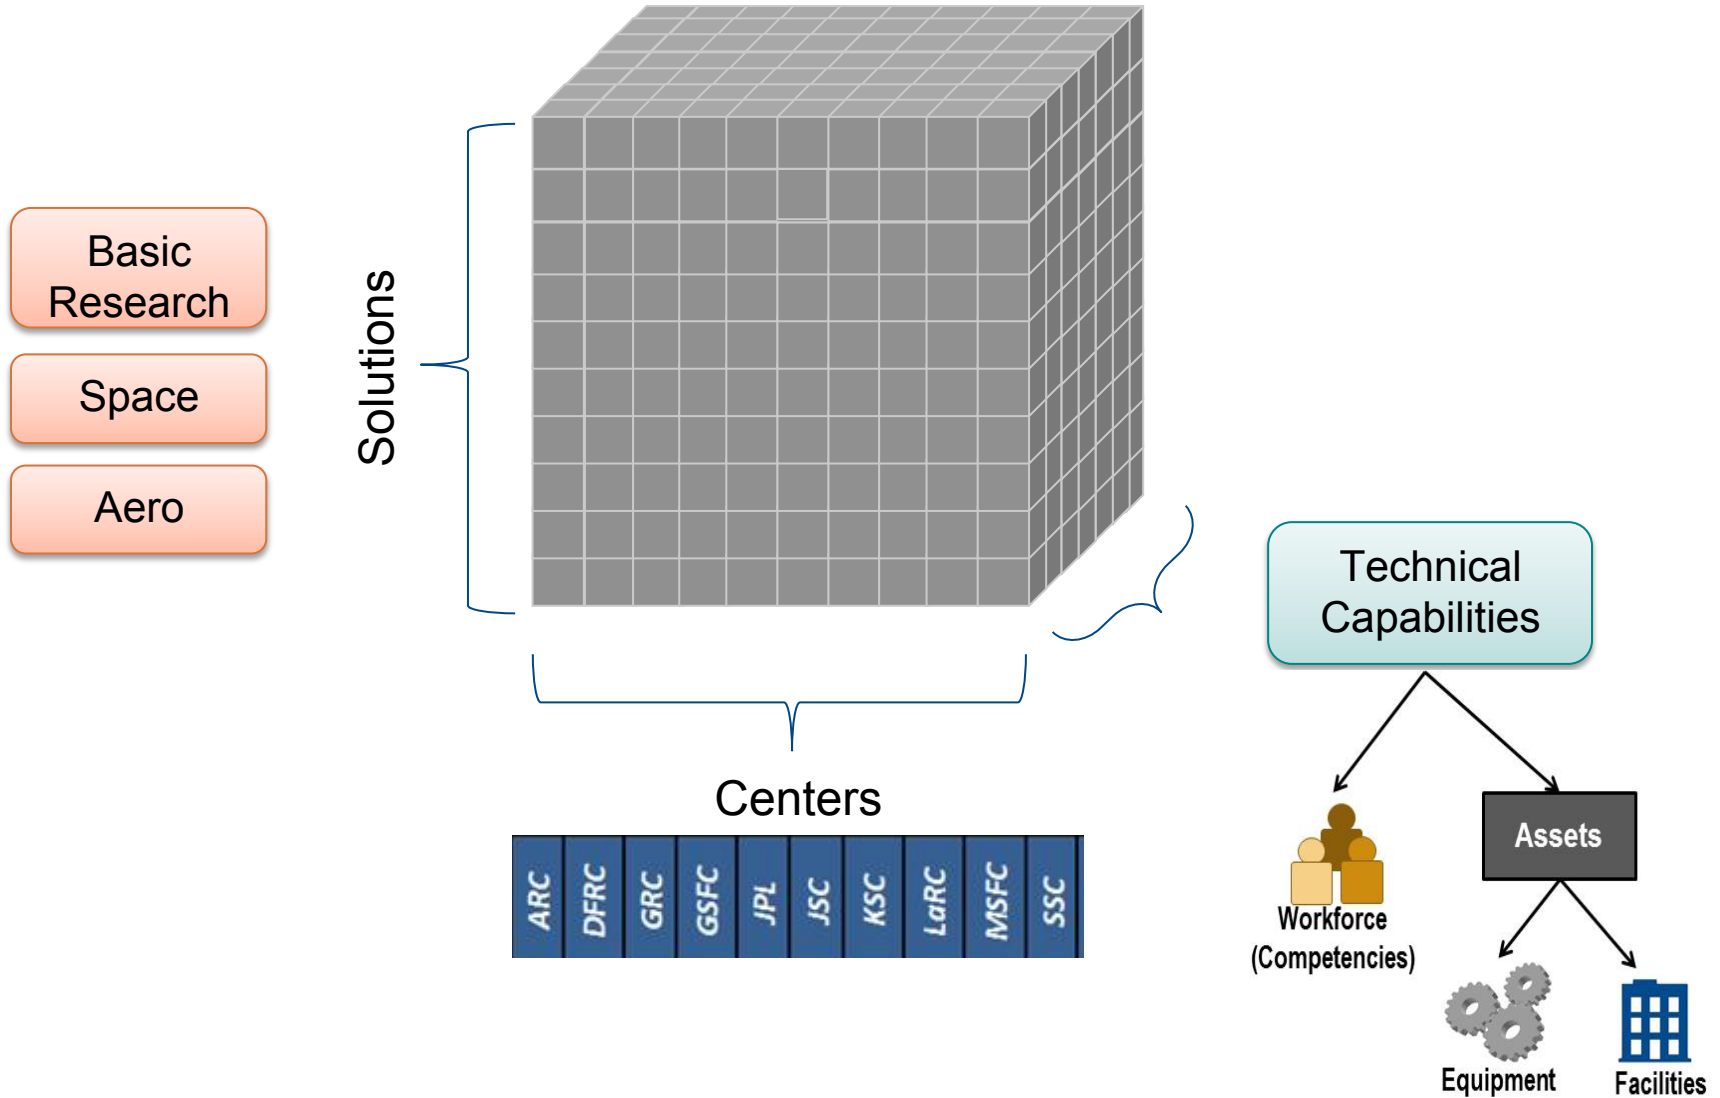 Basic
Research
Space
Aero
Solutions
Centers
ARC
DFRC
GRC
GSFC
JPL
JSC
KSC
LaRC
MSFC
SSC
Technical
Capabilities
Workforce
(Competencies)
Assets
Equipment
Facilities